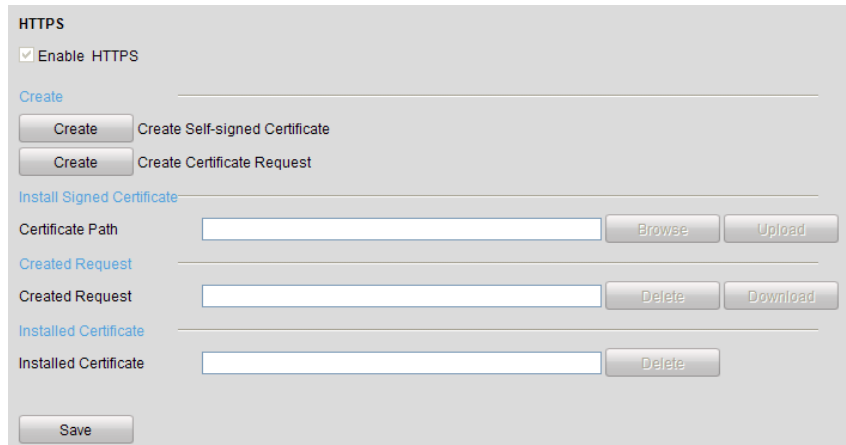 HTTPS
Enable HTTPS
Create
Create Create Self-signed Certificate
Create Create Certificate Request
Install Signed Certificate
Certificate Path Browse Upload
Created Request
Created Request Delete Download
Installed Certificate
Installed Certificate Delete
Save